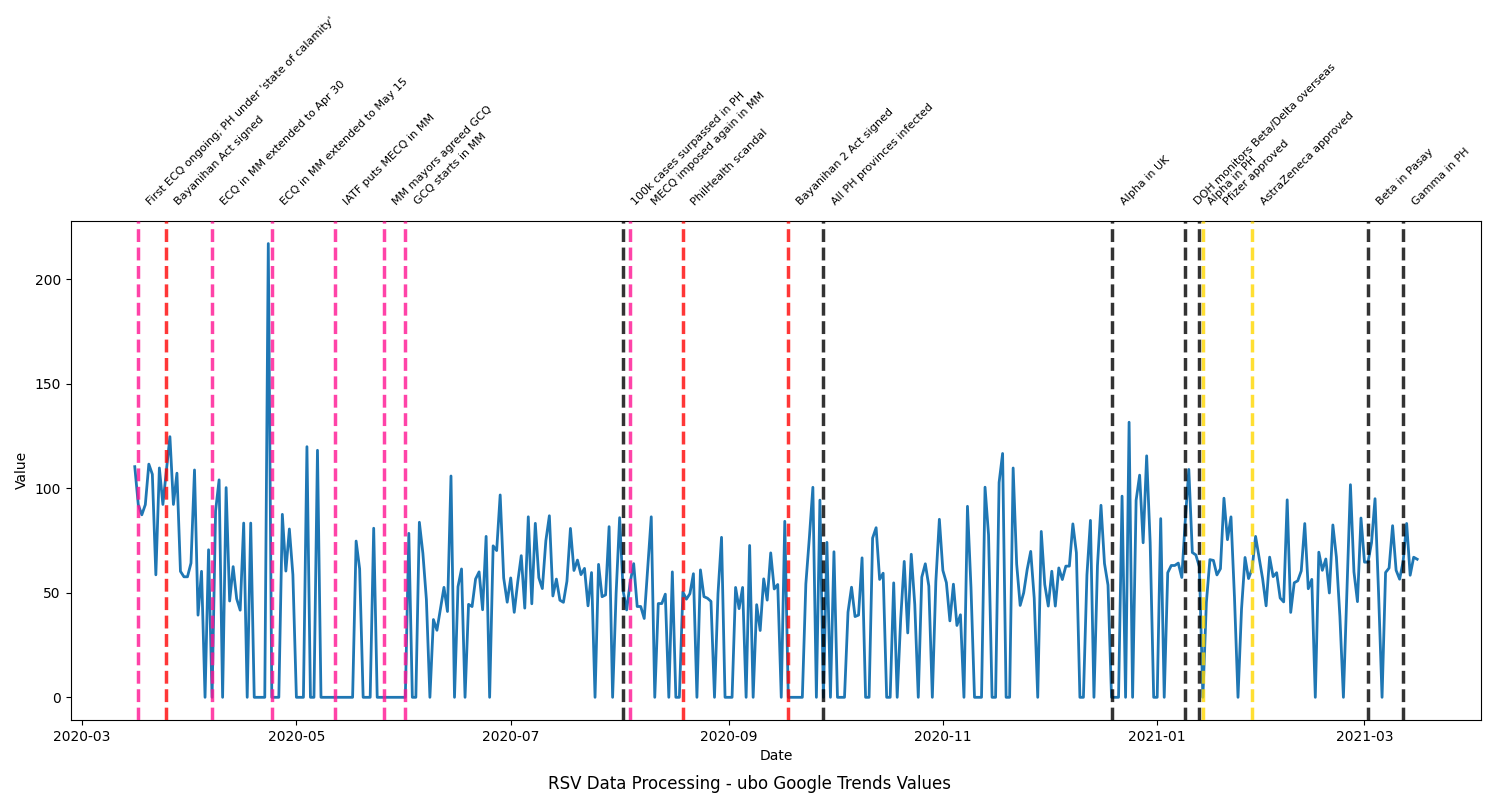 First ECQ ongoing; PH under 'state of calamity'
Bayanihan Act signed
ECQ in MM extended to Apr 30
ECQ in MM extended to May 15
IATF puts MECQ in MM
MM mayors agreed GCQ
GCQ starts in MM
100k cases surpassed in PH
MECQ imposed again in MM
PhilHealth scandal
Bayanihan 2 Act signed
All PH provinces infected
Alpha in UK
DOH monitors Beta/Delta overseas
Alpha in PH
Pfizer approved
AstraZeneca approved
Beta in Pasay
Gamma in PH
Value
200
150
100
50
0
2020-03
2020-05
2020-07
2020-09
2020-11
2021-01
2021-03
Date
RSV Data Processing - ubo Google Trends Values